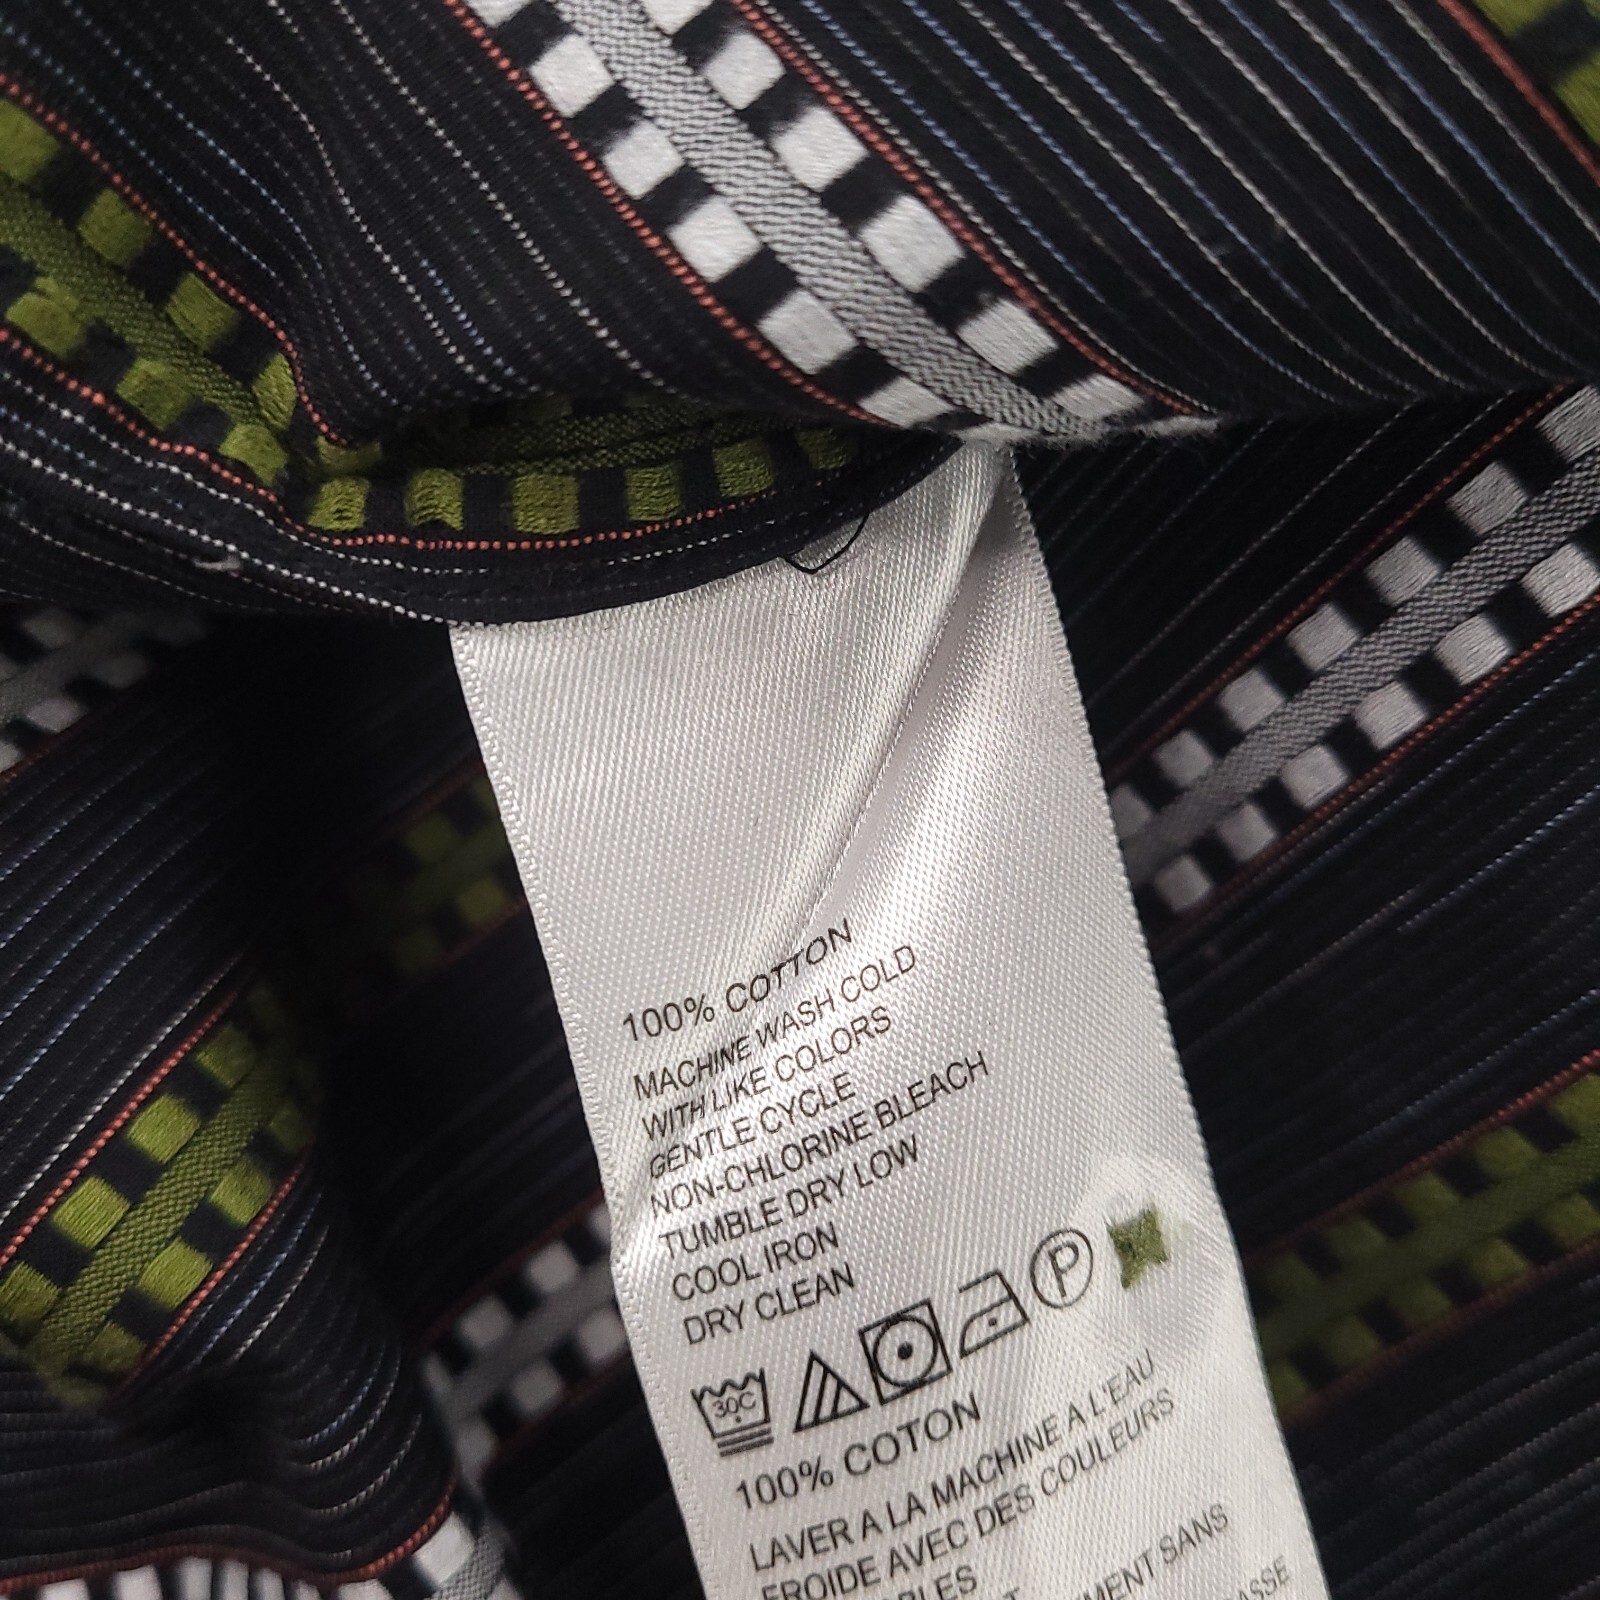 100% COTTON
MACHINE WASH COLD
WITH LIKE COLORS
GENTLE CYCLE
NON-CHLORINE BLEACH
TUMBLE DRY LOW
COOL IRON
DRY CLEAN
30C P
100% COTON
LAVER A LA MACHINE A L'EAU
FROIDE AVEC DES COULEURS
SANS